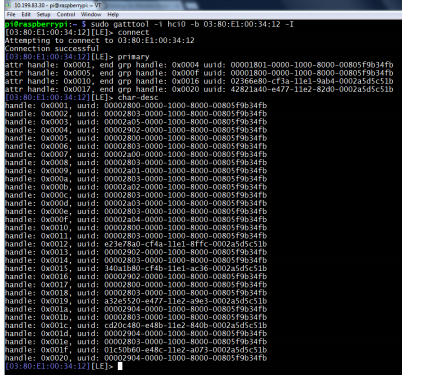 10.199.83.30 - pi@raspberrypi: ~ VT
File Edit Setup Control Window Help
pi@raspberrypi:~ $ sudo gatttool -i hci0 -b 03:80:E1:00:34:12 -I
[03:80:E1:00:34:12][LE]> connect
Attempting to connect to 03:80:E1:00:34:12
Connection successful
[03:80:E1:00:34:12][LE]> primary
attr handle: 0x0001, end grp handle: 0x0004 uuid: 00001801-0000-1000-8000-00805f9b34fb
attr handle: 0x0005, end grp handle: 0x000f uuid: 00001800-0000-1000-8000-00805f9b34fb
attr handle: 0x0010, end grp handle: 0x0016 uuid: 02366e80-cf3a-11e1-9ab4-0002a5d5c51b
attr handle: 0x0017, end grp handle: 0x0020 uuid: 42821a40-e477-11e2-82d0-0002a5d5c51b
[03:80:E1:00:34:12][LE]> char-desc
handle: 0x0001, uuid: 00002800-0000-1000-8000-00805f9b34fb
handle: 0x0002, uuid: 00002803-0000-1000-8000-00805f9b34fb
handle: 0x0003, uuid: 00002a05-0000-1000-8000-00805f9b34fb
handle: 0x0004, uuid: 00002902-0000-1000-8000-00805f9b34fb
handle: 0x0005, uuid: 00002800-0000-1000-8000-00805f9b34fb
handle: 0x0006, uuid: 00002803-0000-1000-8000-00805f9b34fb
handle: 0x0007, uuid: 00002a00-0000-1000-8000-00805f9b34fb
handle: 0x0008, uuid: 00002803-0000-1000-8000-00805f9b34fb
handle: 0x0009, uuid: 00002a01-0000-1000-8000-00805f9b34fb
handle: 0x000a, uuid: 00002803-0000-1000-8000-00805f9b34fb
handle: 0x000b, uuid: 00002a02-0000-1000-8000-00805f9b34fb
handle: 0x000c, uuid: 00002803-0000-1000-8000-00805f9b34fb
handle: 0x000d, uuid: 00002a03-0000-1000-8000-00805f9b34fb
handle: 0x000e, uuid: 00002803-0000-1000-8000-00805f9b34fb
handle: 0x000f, uuid: 00002a04-0000-1000-8000-00805f9b34fb
handle: 0x0010, uuid: 00002800-0000-1000-8000-00805f9b34fb
handle: 0x0011, uuid: 00002803-0000-1000-8000-00805f9b34fb
handle: 0x0012, uuid: e23e78a0-cf4a-11e1-8ffc-0002a5d5c51b
handle: 0x0013, uuid: 00002902-0000-1000-8000-00805f9b34fb
handle: 0x0014, uuid: 00002803-0000-1000-8000-00805f9b34fb
handle: 0x0015, uuid: 340a1b80-cf4b-11e1-ac36-0002a5d5c51b
handle: 0x0016, uuid: 00002902-0000-1000-8000-00805f9b34fb
handle: 0x0017, uuid: 00002800-0000-1000-8000-00805f9b34fb
handle: 0x0018, uuid: 00002803-0000-1000-8000-00805f9b34fb
handle: 0x0019, uuid: a32e5520-e477-11e2-a9e3-0002a5d5c51b
handle: 0x001a, uuid: 00002904-0000-1000-8000-00805f9b34fb
handle: 0x001b, uuid: 00002803-0000-1000-8000-00805f9b34fb
handle: 0x001c, uuid: cd20c480-e48b-11e2-840b-0002a5d5c51b
handle: 0x001d, uuid: 00002904-0000-1000-8000-00805f9b34fb
handle: 0x001e, uuid: 00002803-0000-1000-8000-00805f9b34fb
handle: 0x001f, uuid: 01c50b60-e48c-11e2-a073-0002a5d5c51b
handle: 0x0020, uuid: 00002904-0000-1000-8000-00805f9b34fb
[03:80:E1:00:34:12][LE]>